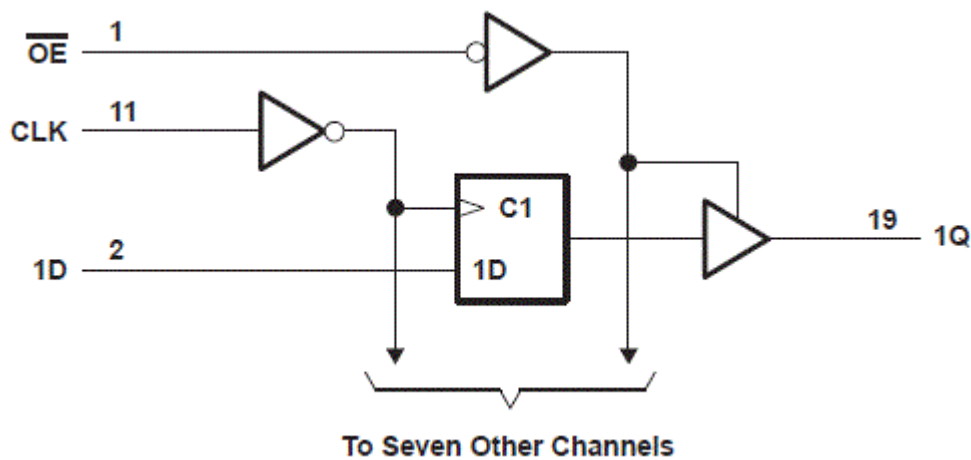 OE
1
CLK
11
C1
1D
2
1D
19
1Q
To Seven Other Channels